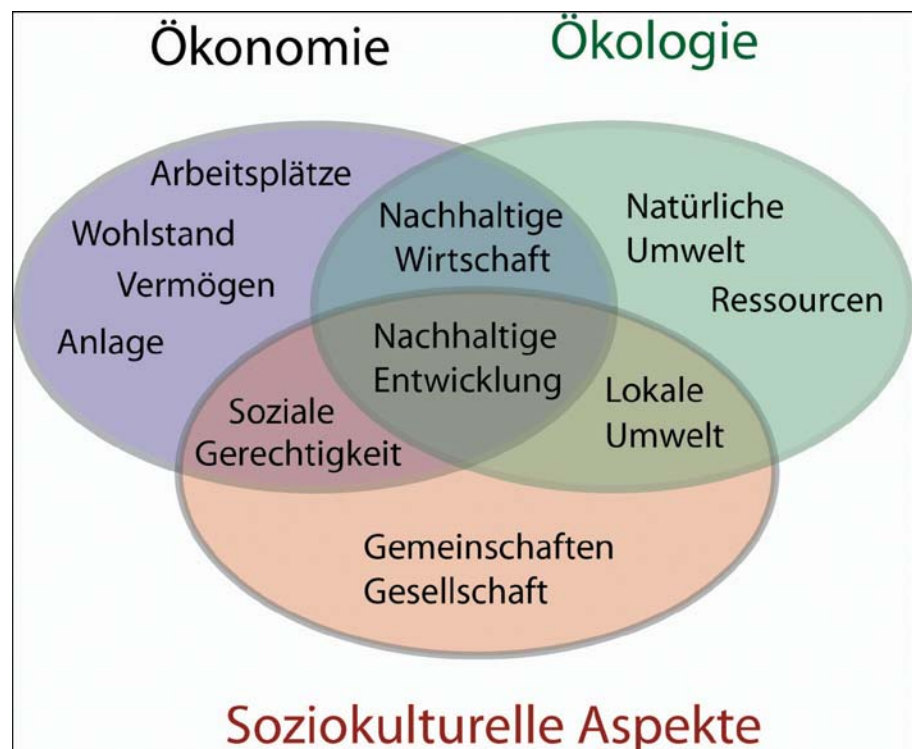 Ökonomie
Ökologie
Arbeitsplätze
Wohlstand
Vermögen
Anlage
Nachhaltige
Wirtschaft
Natürliche
Umwelt
Ressourcen
Nachhaltige
Entwicklung
Soziale
Gerechtigkeit
Lokale
Umwelt
Gemeinschaften
Gesellschaft
Soziokulturelle Aspekte